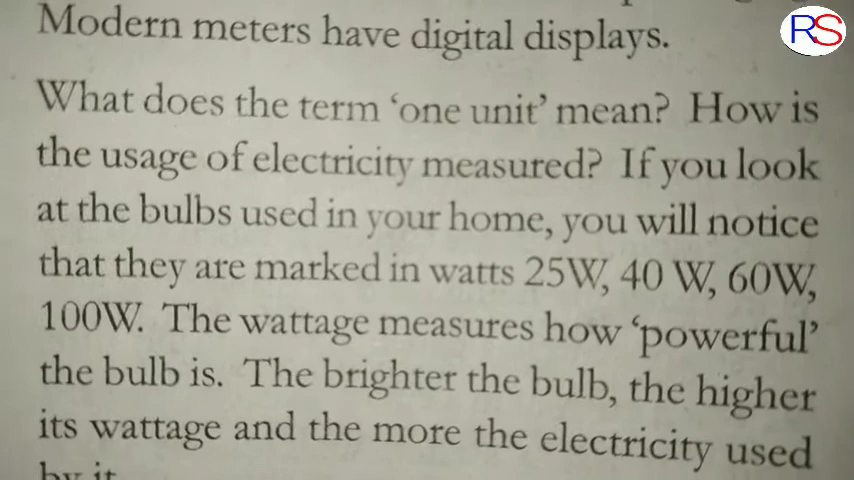 RS
Modern meters have digital displays.
What does the term ‘one unit’ mean? How is
the usage of electricity measured? If you look
at the bulbs used in your home, you will notice
that they are marked in watts 25W, 40 W, 60W,
100W. The wattage measures how ‘powerful’
the bulb is. The brighter the bulb, the higher
its wattage and the more the electricity used
by it